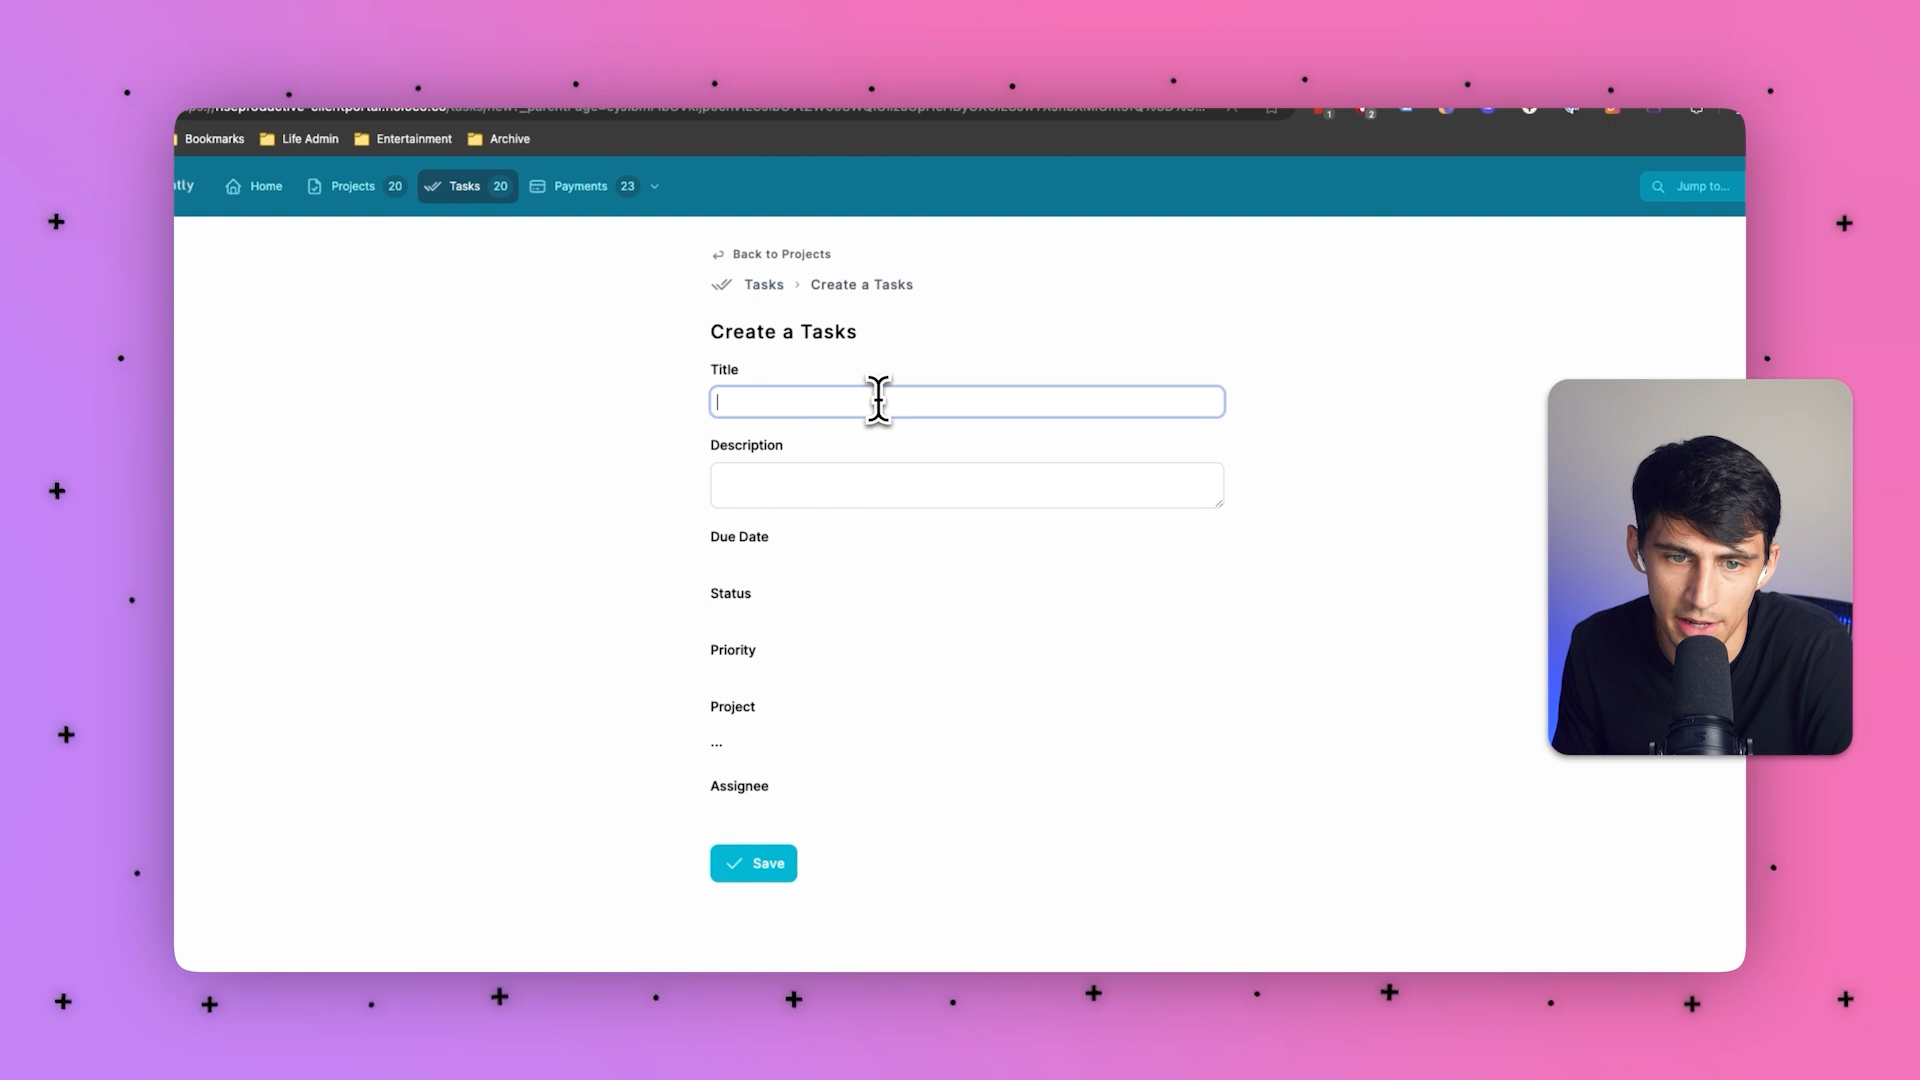 Bookmarks Life Admin Entertainment Archive
Home Projects 20 Tasks 20 Payments 23 Jump to...
Back to Projects
Tasks > Create a Tasks
Create a Tasks
Title
Description
Due Date
Status
Priority
Project
...
Assignee
Save